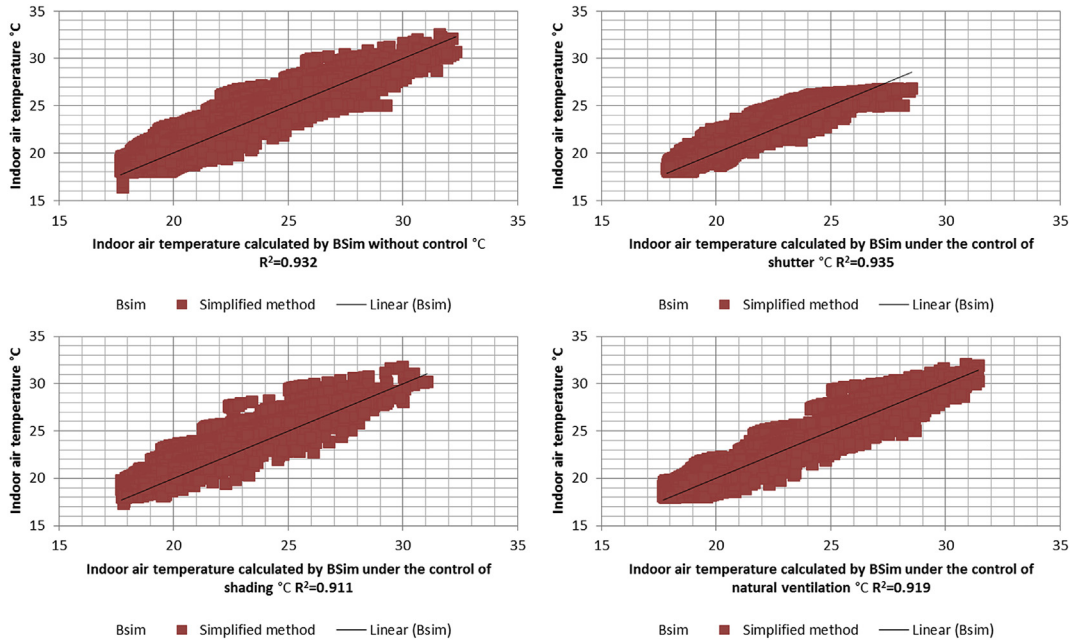 Indoor air temperature °C
35
30
25
20
15
15 20 25 30 35
Indoor air temperature calculated by BSim without control °C
R²=0.932
Bsim Simplified method Linear (Bsim)
Indoor air temperature °C
35
30
25
20
15
15 20 25 30 35
Indoor air temperature calculated by BSim under the control of
shutter °C R²=0.935
Bsim Simplified method Linear (Bsim)
Indoor air temperature °C
35
30
25
20
15
15 20 25 30 35
Indoor air temperature calculated by BSim under the control of
shading °C R²=0.911
Bsim Simplified method Linear (Bsim)
Indoor air temperature °C
35
30
25
20
15
15 20 25 30 35
Indoor air temperature calculated by BSim under the control of
natural ventilation °C R²=0.919
Bsim Simplified method Linear (Bsim)